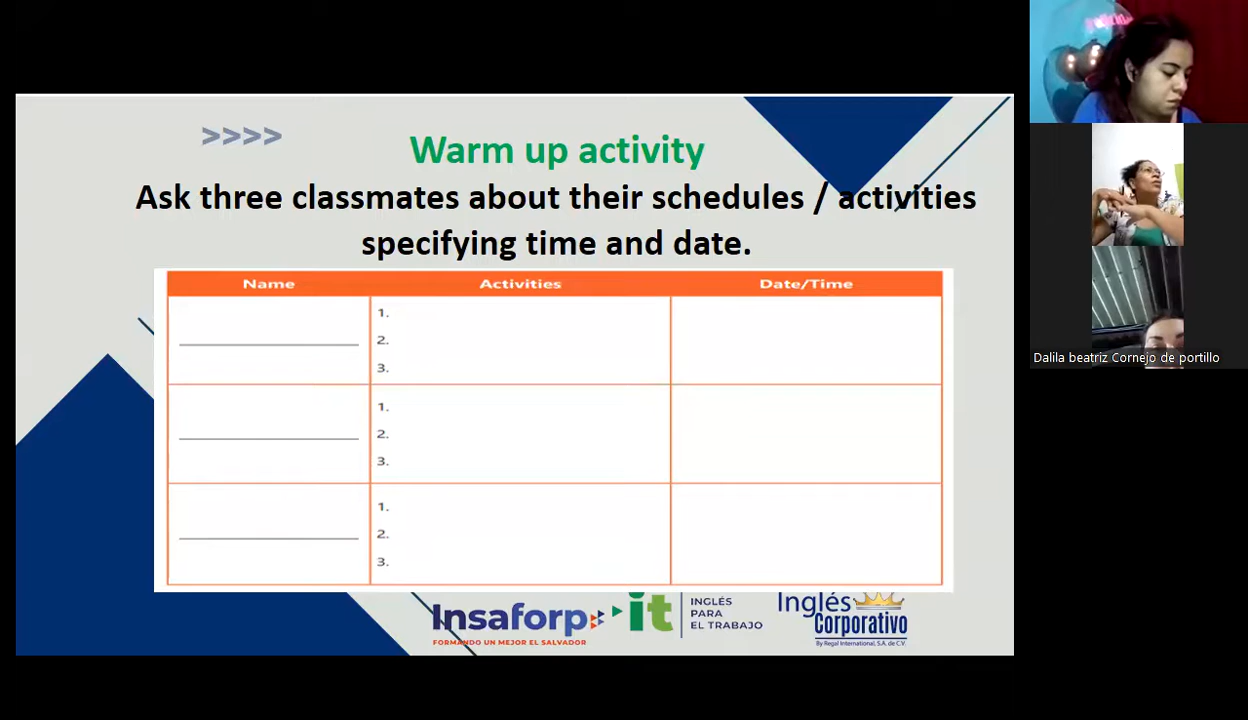 >>>>
Warm up activity
Ask three classmates about their schedules / activities
specifying time and date.
Name Activities Date/Time
1.
2.
3.
1.
2.
3.
1.
2.
3.
Insaforp
FORMANDO UN MEJOR EL SALVADOR
it
INGLÉS
PARA
EL TRABAJO
Inglés
Corporativo
By Regal International, S.A. de C.V.
Dalila beatriz Cornejo de portillo